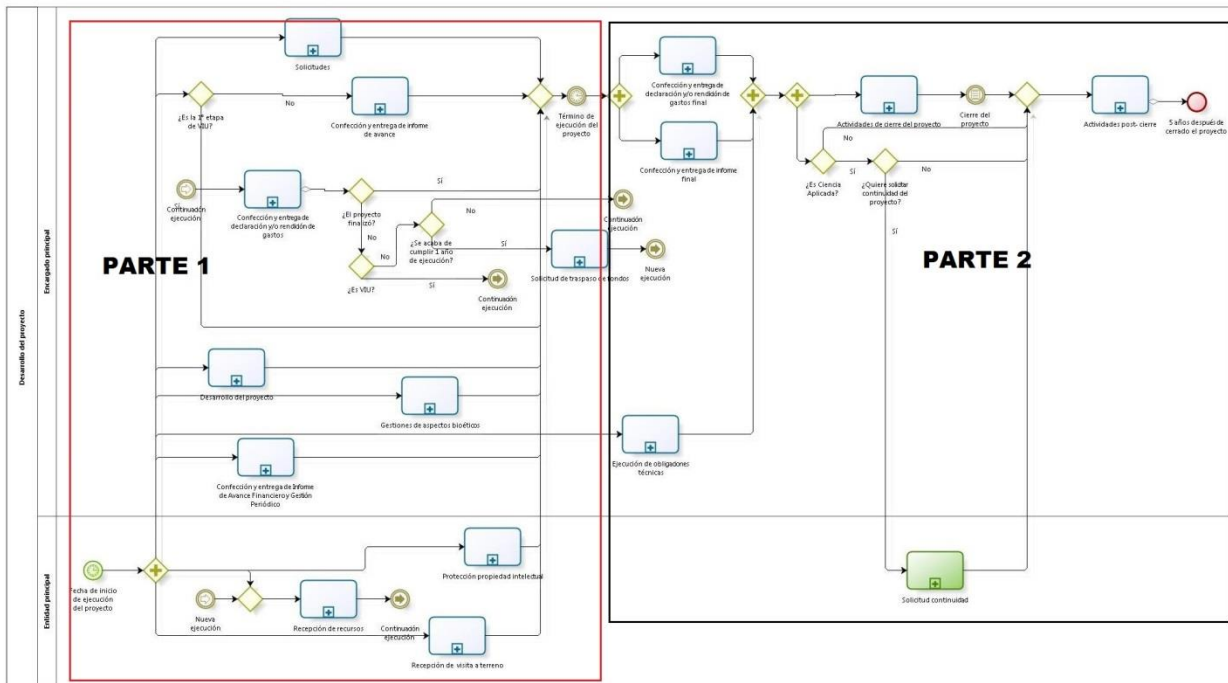 Desarrollo del proyecto
Encargado principal
Entidad principal
PARTE 1
PARTE 2
Solicitudes
¿Es la 1° etapa
de VIU?
No
Sí
Confección y entrega de informe
de avance
Término de
ejecución del
proyecto
Continuación
ejecución
Confección y entrega de
declaración y/o rendición de
gastos
¿El proyecto
finalizó?
Sí
No
¿Es VIU?
No
Sí
Continuación
ejecución
¿Se acaba de
cumplir 1 año
de ejecución?
No
Sí
Continuación
ejecución
Solicitud de traspaso de fondos
Nueva
ejecución
Desarrollo del proyecto
Gestiones de aspectos bioéticos
Confección y entrega de Informe
de Avance Financiero y Gestión
Periódico
Ejecución de obligaciones
técnicas
Confección y entrega de
declaración y/o rendición de
gastos final
Confección y entrega de informe
final
Actividades de cierre del proyecto
Cierre del
proyecto
Actividades post- cierre
5 años después de
cerrado el proyecto
¿Es Ciencia
Aplicada?
No
Sí
¿Quiere solicitar
continuidad del
proyecto?
No
Sí
Fecha de inicio
de ejecución
del proyecto
Nueva
ejecución
Recepción de recursos
Continuación
ejecución
Protección propiedad intelectual
Recepción de visita a terreno
Solicitud continuidad